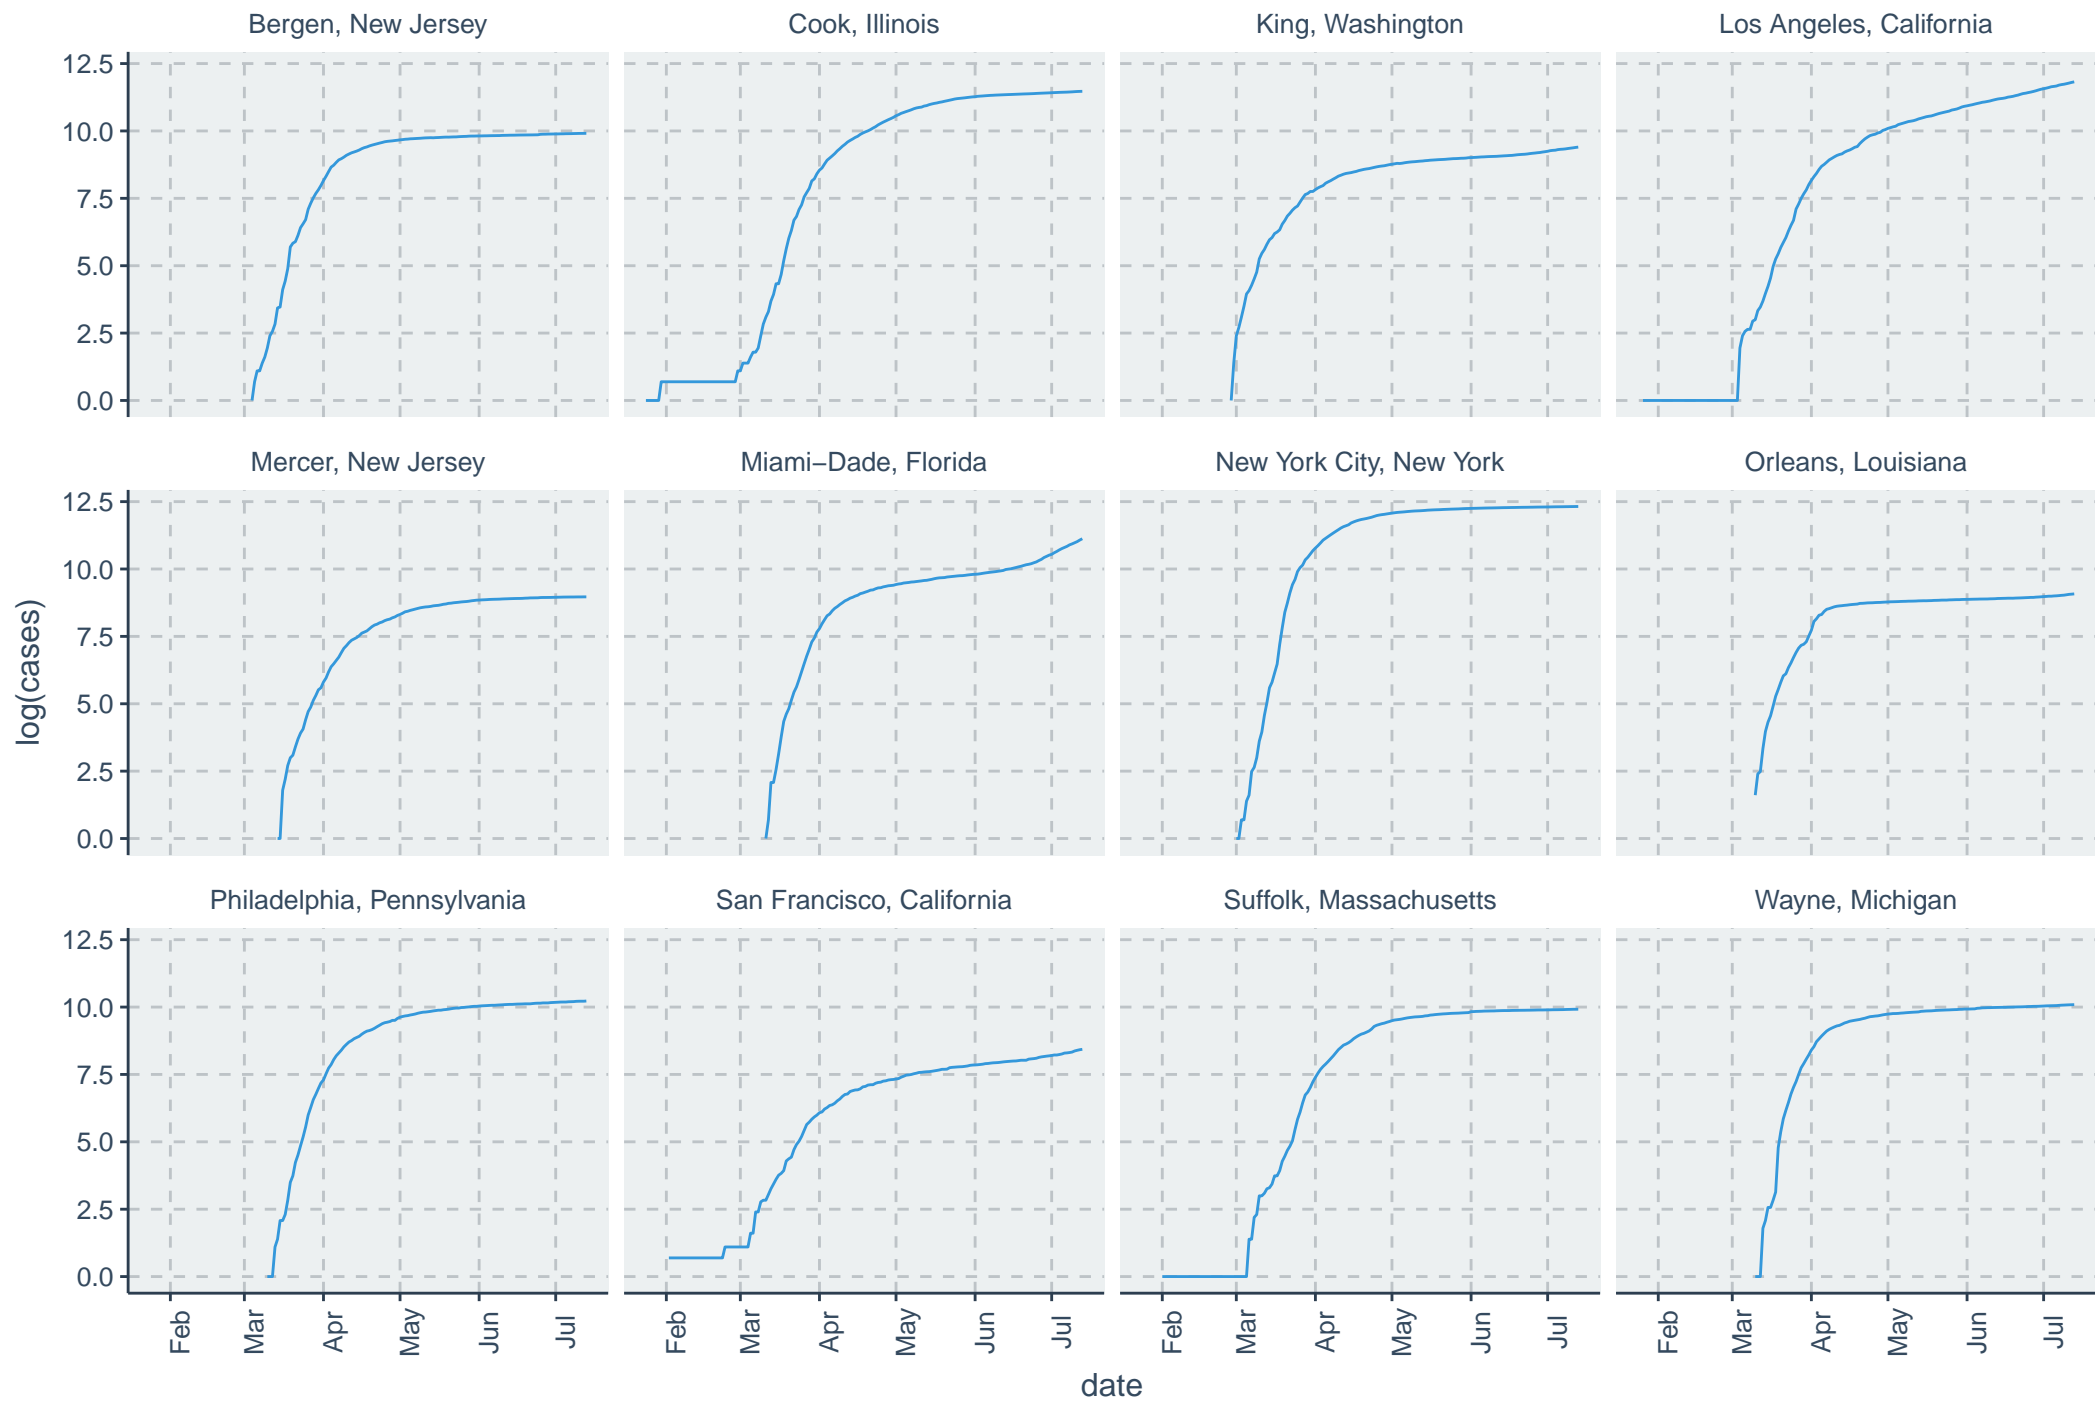 Bergen, New Jersey
Cook, Illinois
King, Washington
Los Angeles, California
12.5
10.0
7.5
5.0
2.5
0.0
Mercer, New Jersey
Miami−Dade, Florida
New York City, New York
Orleans, Louisiana
12.5
10.0
7.5
5.0
2.5
0.0
log(cases)
Philadelphia, Pennsylvania
San Francisco, California
Suffolk, Massachusetts
Wayne, Michigan
12.5
10.0
7.5
5.0
2.5
0.0
Feb Mar Apr May Jun Jul
Feb Mar Apr May Jun Jul
Feb Mar Apr May Jun Jul
Feb Mar Apr May Jun Jul
date